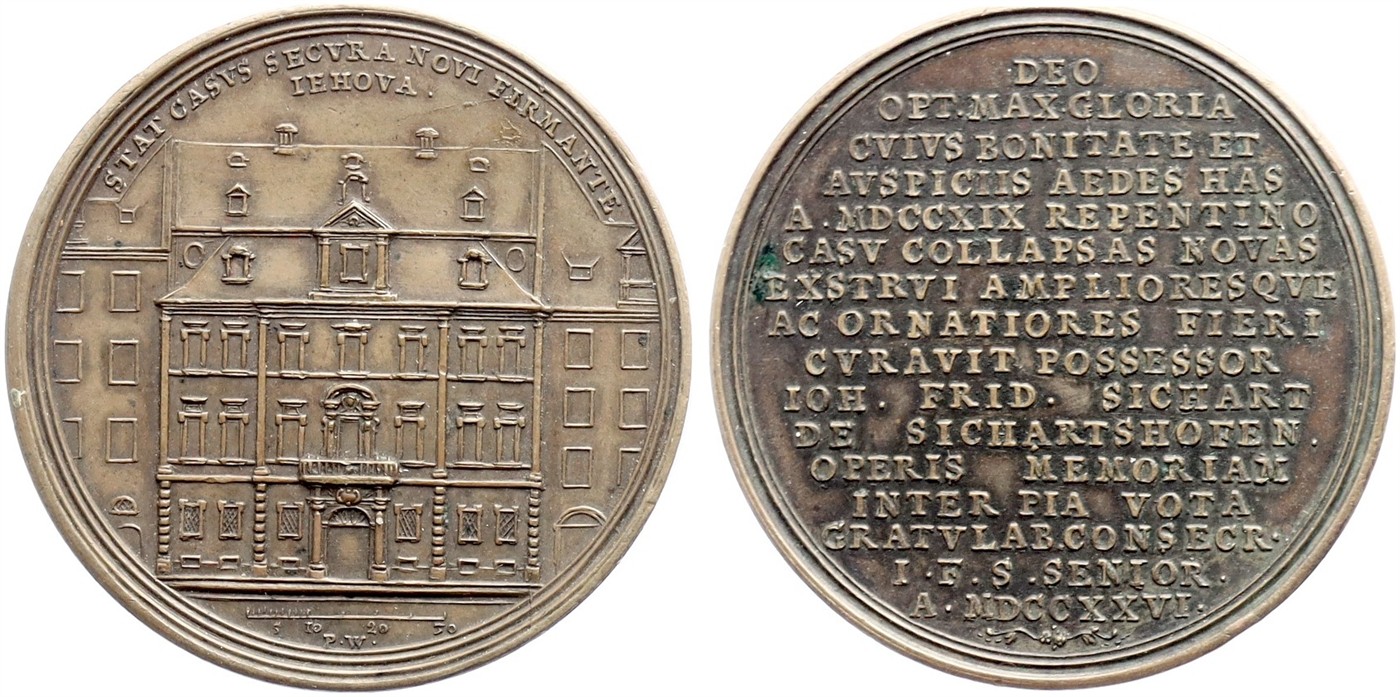 STAT CASVS SECVRA NOVI FIRMANTE
IEHOVA.
5 10 20 30
P.W.
DEO
OPT.MAX.GLORIA
CVIVS BONITATE ET
AVSPICIIS AEDES HAS
A. MDCCXIX REPENTINO
CASV COLLAPSAS NOVAS
EXSTRVI AMPLIORESQVE
AC ORNATIORES FIERI
CVRAVIT POSSESSOR
IOH. FRID. SICHART
DE SICHARTSHOFEN.
OPERIS MEMORIAM
INTER PIA VOTA
GRATVLAB.CONSECR.
I.F.S.SENIOR.
A. MDCCXXVI.